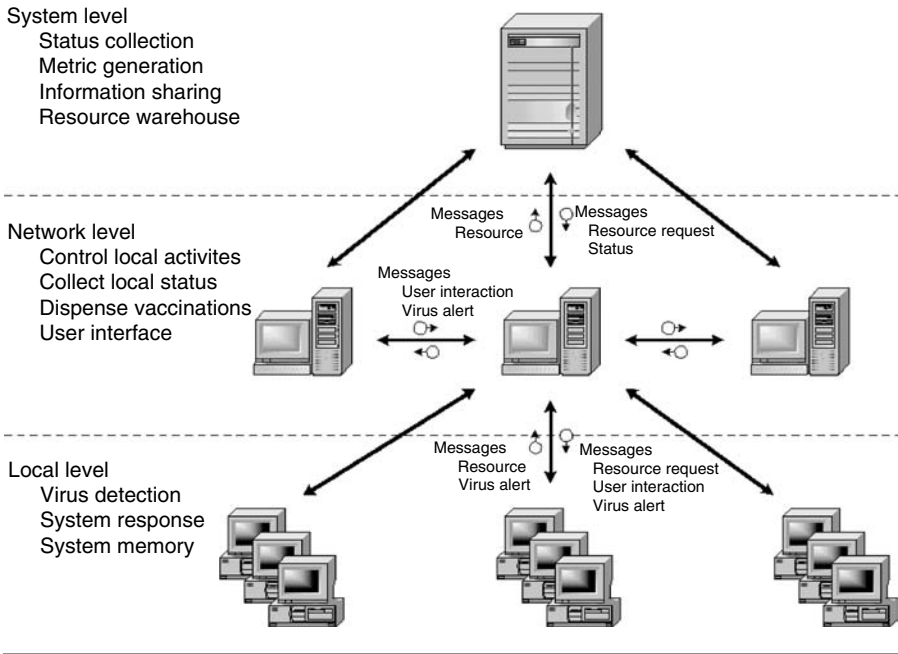 System level
Status collection
Metric generation
Information sharing
Resource warehouse
Messages
Resource
Messages
Resource request
Status
Network level
Control local activites
Collect local status
Dispense vaccinations
User interface
Messages
User interaction
Virus alert
Local level
Virus detection
System response
System memory
Messages
Resource
Virus alert
Messages
Resource request
User interaction
Virus alert